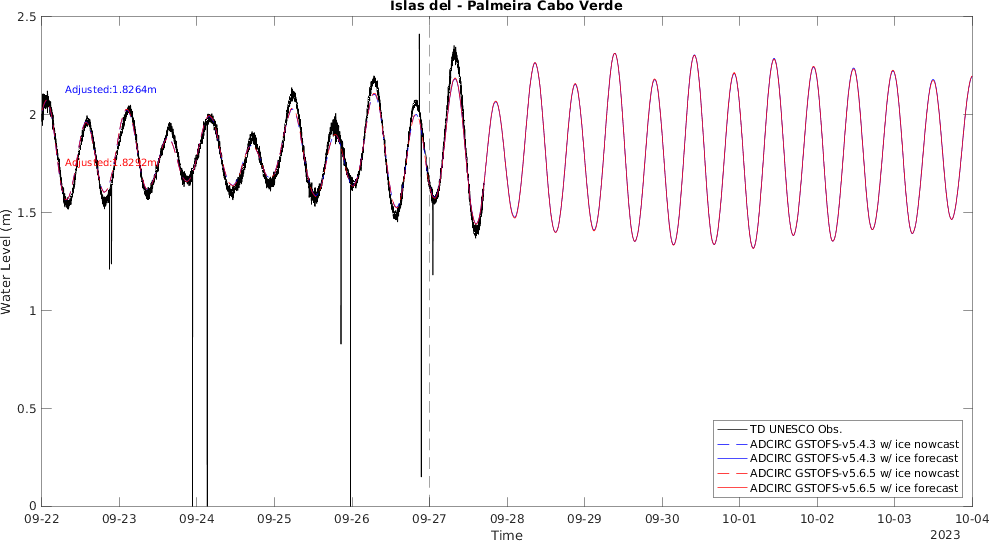 Islas del - Palmeira Cabo Verde
2.5
2
1.5
1
0.5
0
Water Level (m)
Adjusted:1.8264m
Adjusted:1.8292m
TD UNESCO Obs.
ADCIRC GSTOFS-v5.4.3 w/ ice nowcast
ADCIRC GSTOFS-v5.4.3 w/ ice forecast
ADCIRC GSTOFS-v5.6.5 w/ ice nowcast
ADCIRC GSTOFS-v5.6.5 w/ ice forecast
09-22 09-23 09-24 09-25 09-26 09-27 09-28 09-29 09-30 10-01 10-02 10-03 10-04
Time
2023